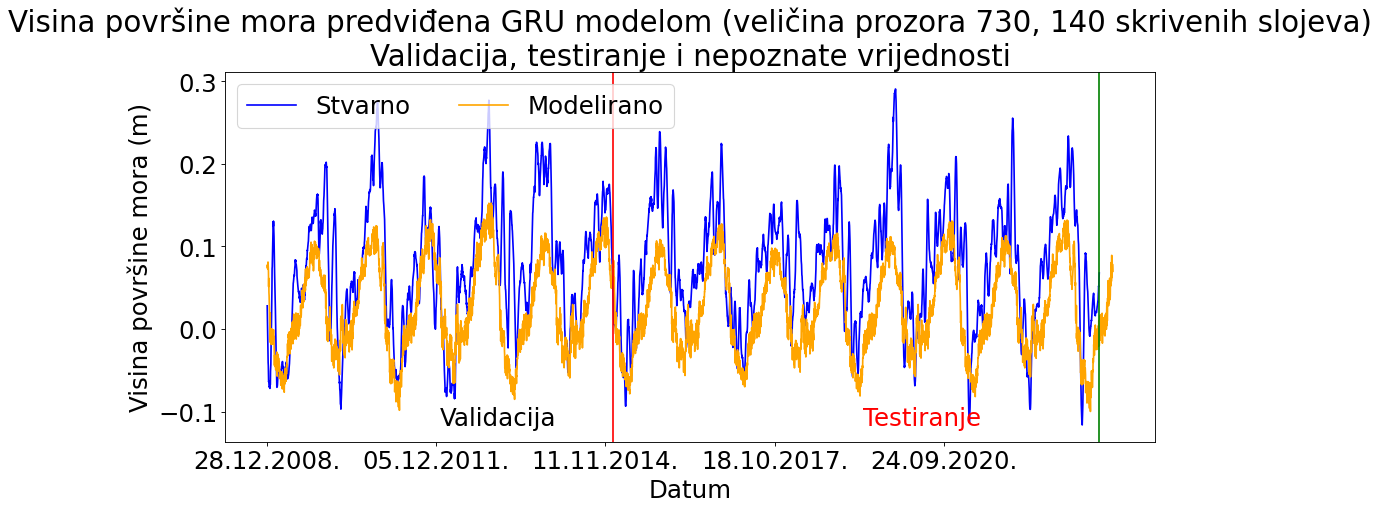 Visina površine mora predviđena GRU modelom (veličina prozora 730, 140 skrivenih slojeva)
Validacija, testiranje i nepoznate vrijednosti
Stvarno
Modelirano
Visina površine mora (m)
0.3
0.2
0.1
0.0
−0.1
Validacija
Testiranje
28.12.2008.
05.12.2011.
11.11.2014.
18.10.2017.
24.09.2020.
Datum